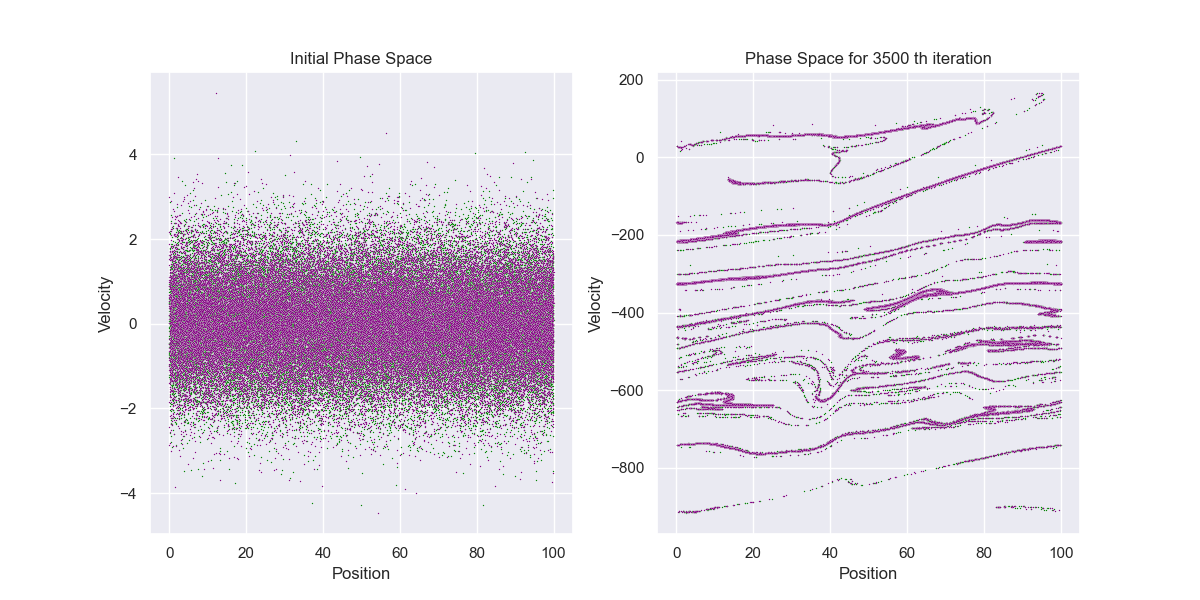 Initial Phase Space
Velocity
4
2
0
−2
−4
0 20 40 60 80 100
Position
Phase Space for 3500 th iteration
Velocity
200
0
−200
−400
−600
−800
0 20 40 60 80 100
Position